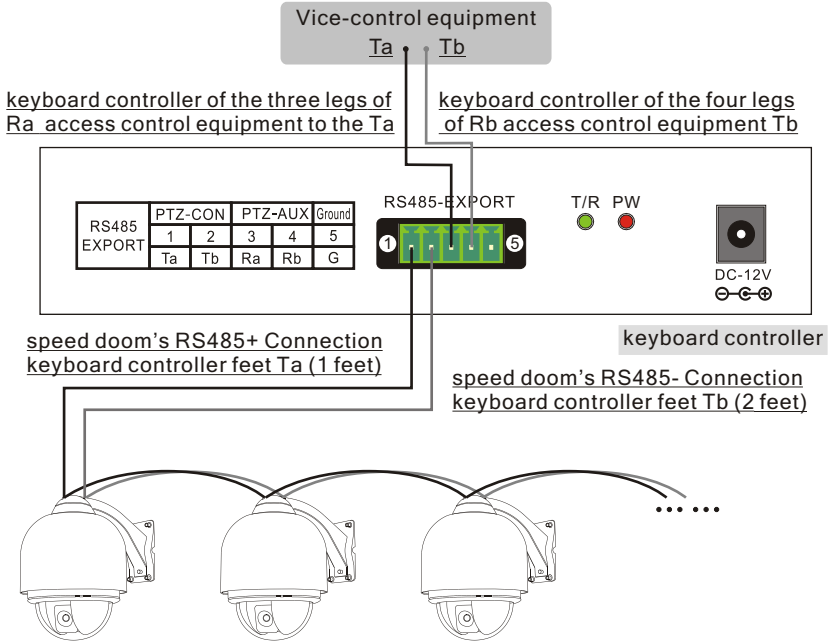 Vice-control equipment
Ta Tb
keyboard controller of the three legs of
Ra access control equipment to the Ta
keyboard controller of the four legs
of Rb access control equipment Tb
RS485
EXPORT
PTZ-CON PTZ-AUX Ground
1 2 3 4 5
Ta Tb Ra Rb G
RS485-EXPORT
1 5
T/R PW
DC-12V
keyboard controller
speed doom's RS485+ Connection
keyboard controller feet Ta (1 feet)
speed doom's RS485- Connection
keyboard controller feet Tb (2 feet)
••• •••